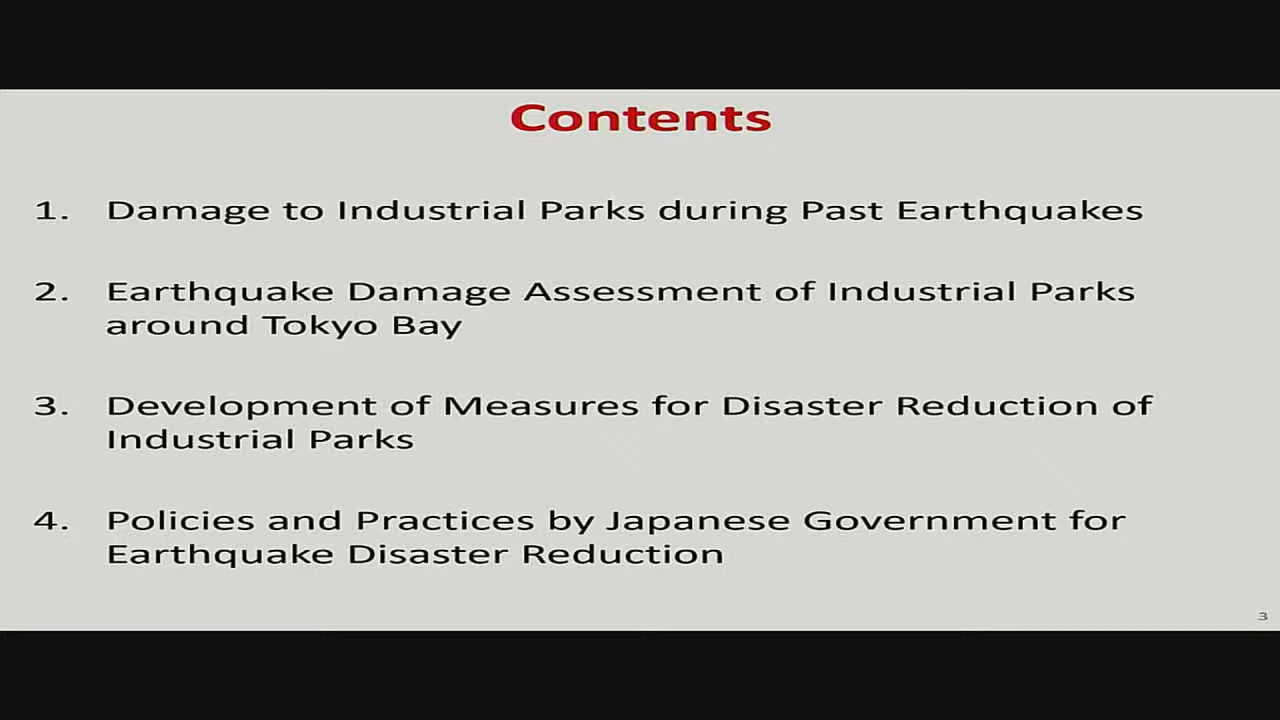 Contents
1. Damage to Industrial Parks during Past Earthquakes
2. Earthquake Damage Assessment of Industrial Parks
around Tokyo Bay
3. Development of Measures for Disaster Reduction of
Industrial Parks
4. Policies and Practices by Japanese Government for
Earthquake Disaster Reduction
3